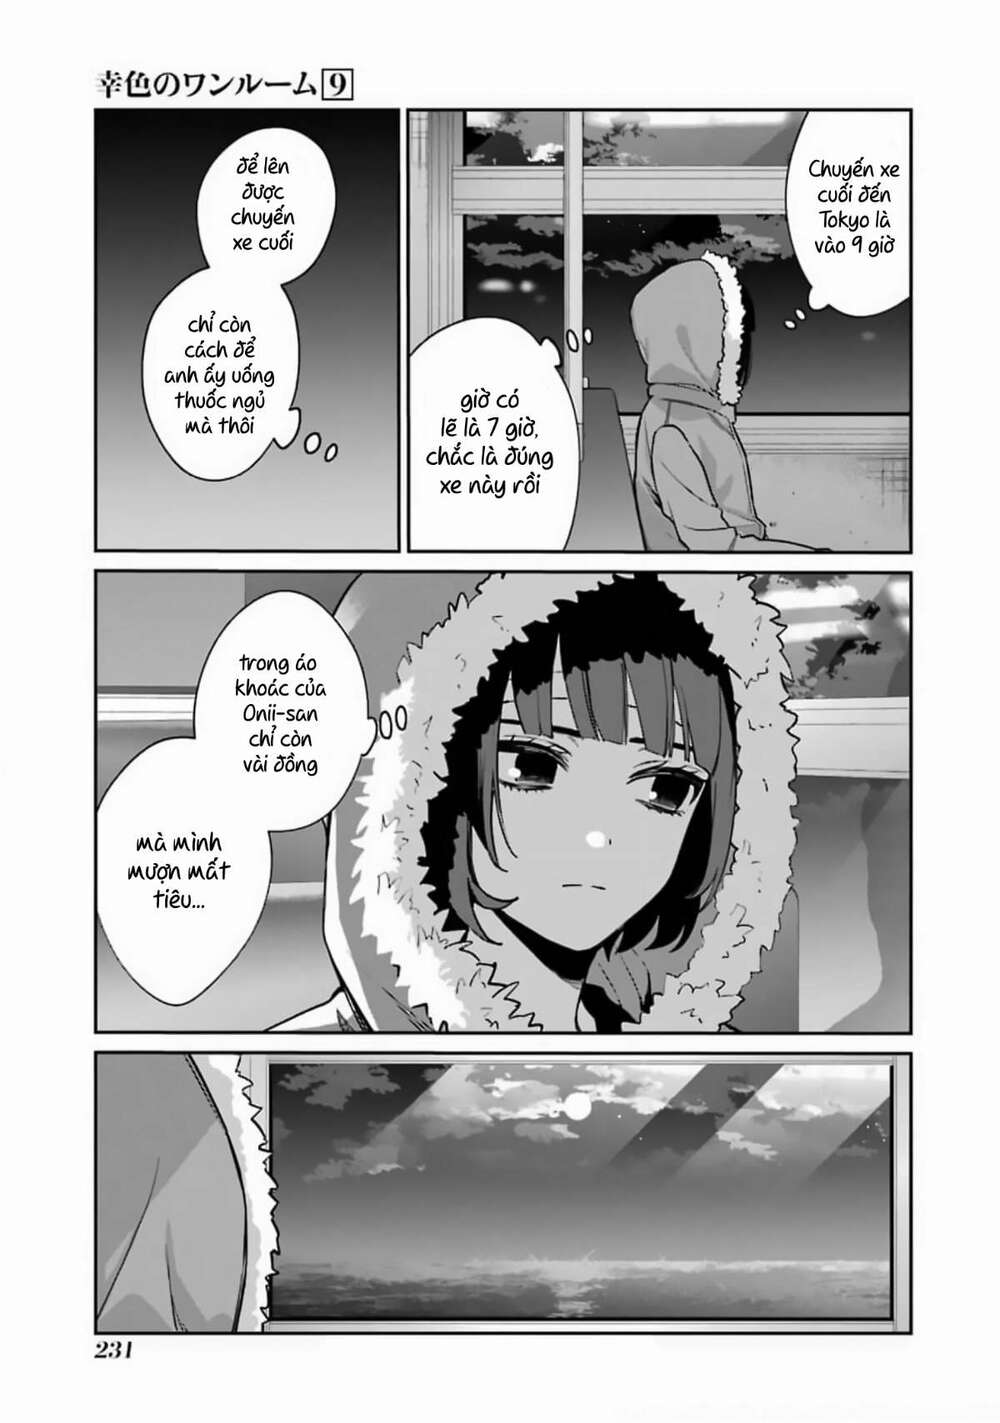 幸色のワンルーム 9
Chuyến xe
cuối đến
Tokyo là
vào 9 giờ
giờ có
lẽ là 7 giờ,
chắc là đúng
xe này rồi
để lên
được
chuyến
xe cuối
chỉ còn
cách để
anh ấy uống
thuốc ngủ
mà thôi
trong áo
khoác của
Onii-san
chỉ còn
vài đồng
mà mình
mượn mất
tiêu...
231